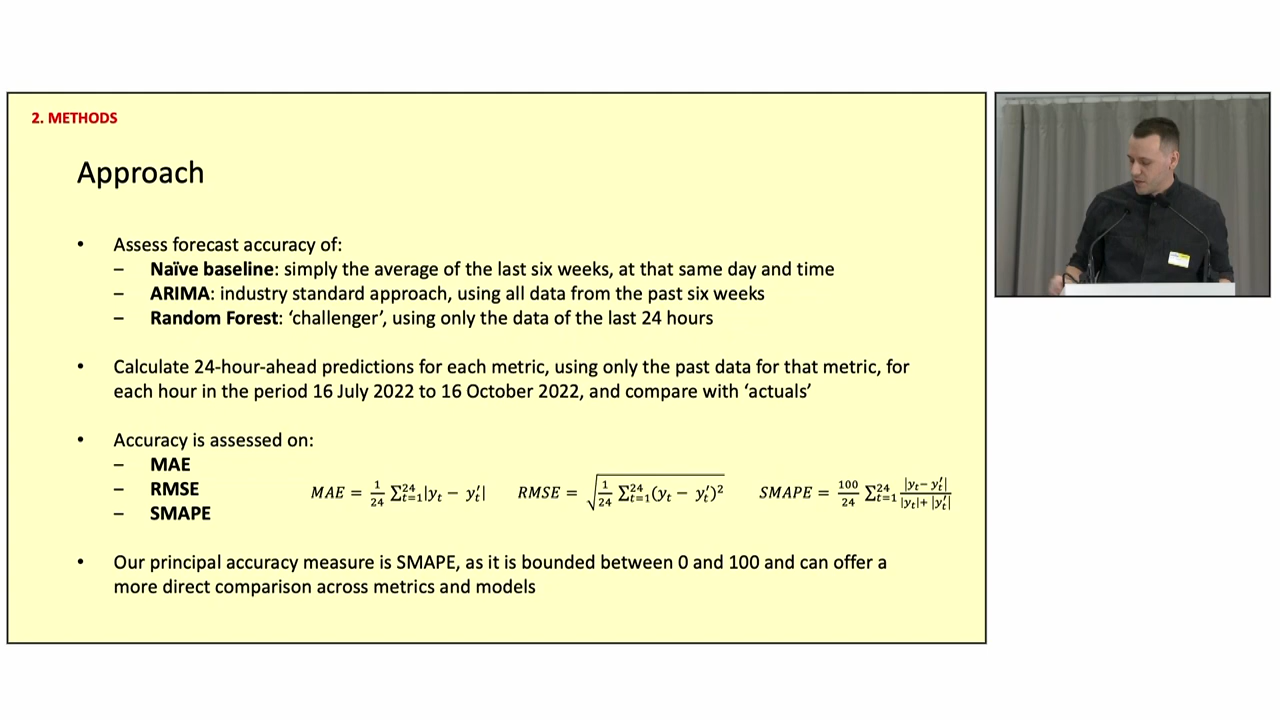 2. METHODS
Approach
• Assess forecast accuracy of:
– Naïve baseline: simply the average of the last six weeks, at that same day and time
– ARIMA: industry standard approach, using all data from the past six weeks
– Random Forest: ‘challenger’, using only the data of the last 24 hours
• Calculate 24-hour-ahead predictions for each metric, using only the past data for that metric, for
each hour in the period 16 July 2022 to 16 October 2022, and compare with ‘actuals’
• Accuracy is assessed on:
– MAE
– RMSE
– SMAPE
MAE = 1/24 ∑²⁴ₜ₌₁|yₜ − y′ₜ|
RMSE = √(1/24 ∑²⁴ₜ₌₁(yₜ − y′ₜ)²)
SMAPE = 100/24 ∑²⁴ₜ₌₁ |yₜ− y′ₜ|/(|yₜ|+ |y′ₜ|)
• Our principal accuracy measure is SMAPE, as it is bounded between 0 and 100 and can offer a
more direct comparison across metrics and models